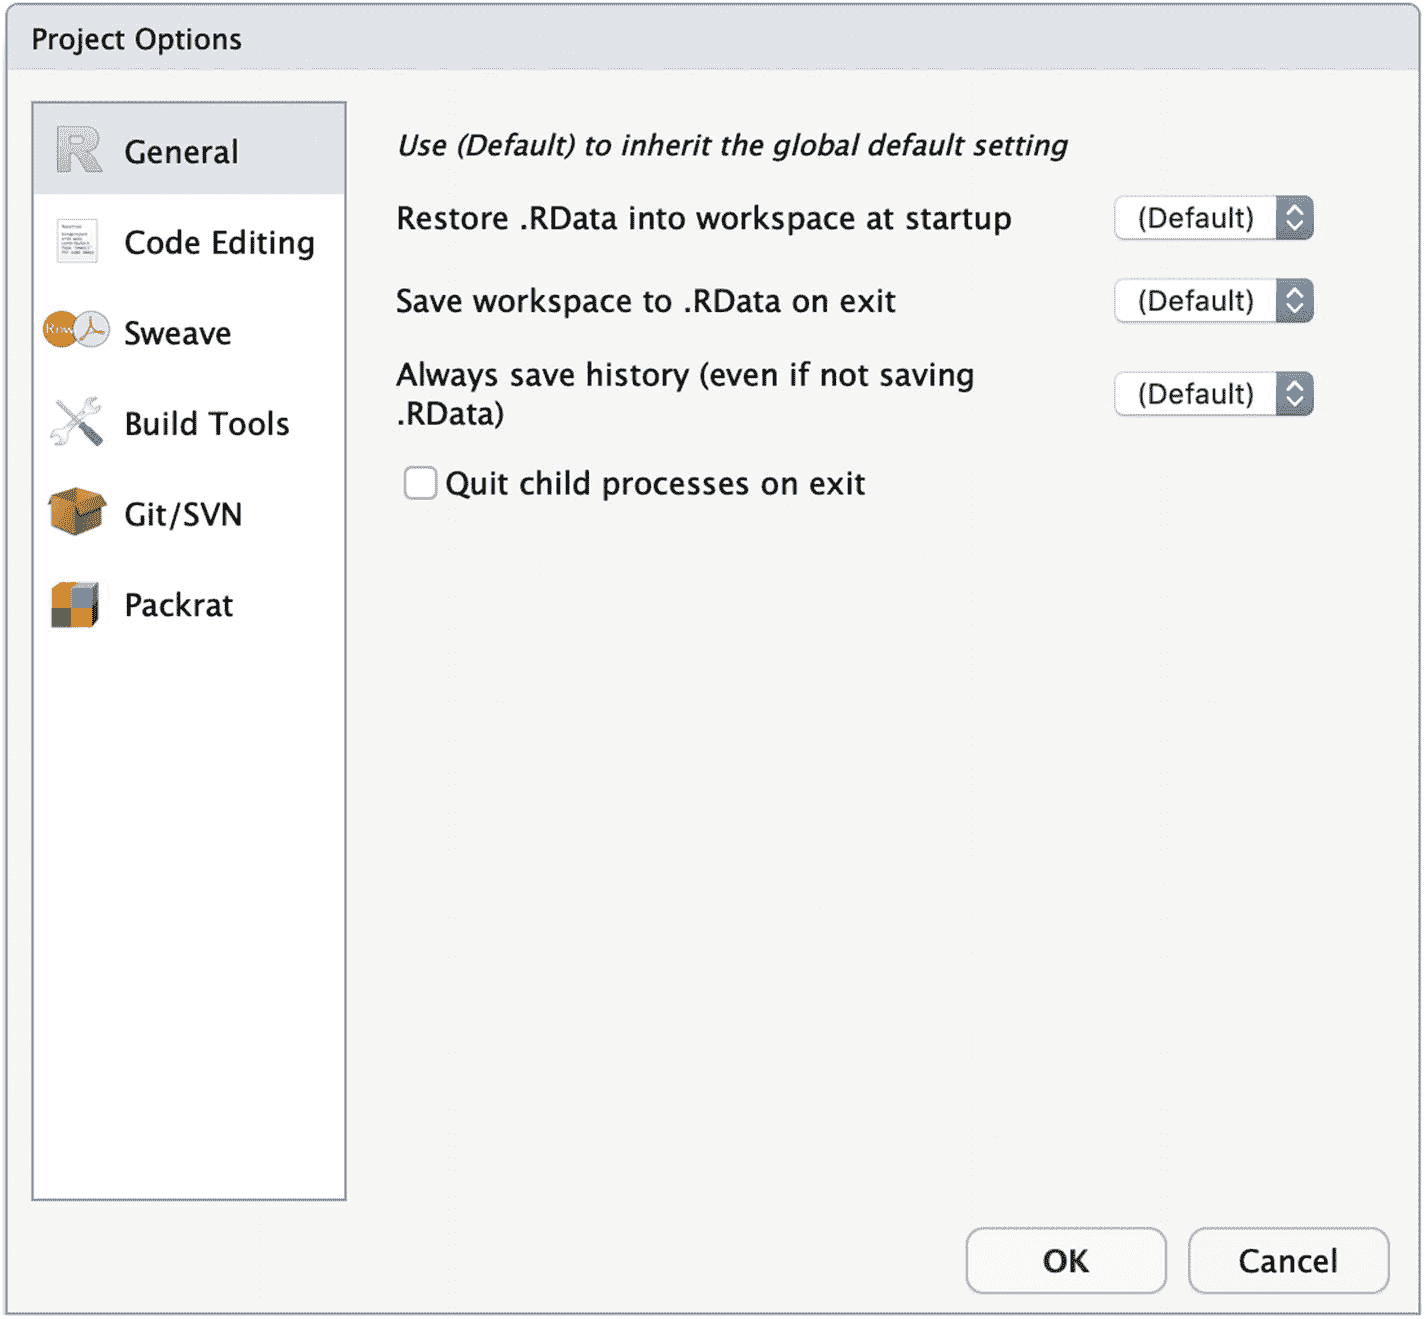 Project Options
General
Code Editing
Rnw
Sweave
Build Tools
Git/SVN
Packrat
Use (Default) to inherit the global default setting
Restore .RData into workspace at startup (Default)
Save workspace to .RData on exit (Default)
Always save history (even if not saving
.RData) (Default)
Quit child processes on exit
OK Cancel